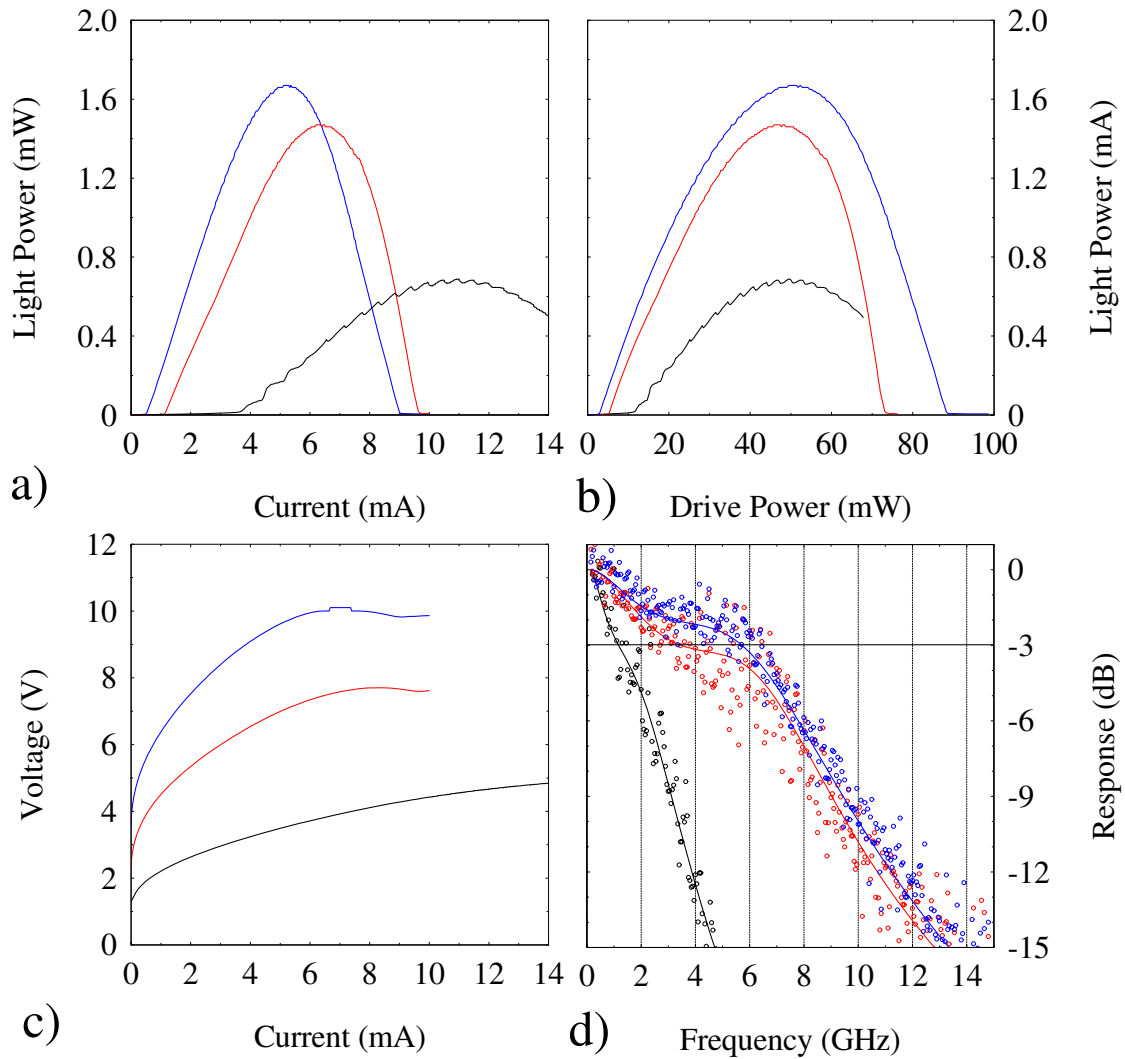 2.0
1.6
1.2
0.8
0.4
0
Light Power (mW)
0 2 4 6 8 10 12 14
a)
Current (mA)
2.0
1.6
1.2
0.8
0.4
0
Light Power (mA)
0 20 40 60 80 100
b)
Drive Power (mW)
12
10
8
6
4
2
0
Voltage (V)
0 2 4 6 8 10 12 14
c)
Current (mA)
0
-3
-6
-9
-12
-15
Response (dB)
0 2 4 6 8 10 12 14
d)
Frequency (GHz)